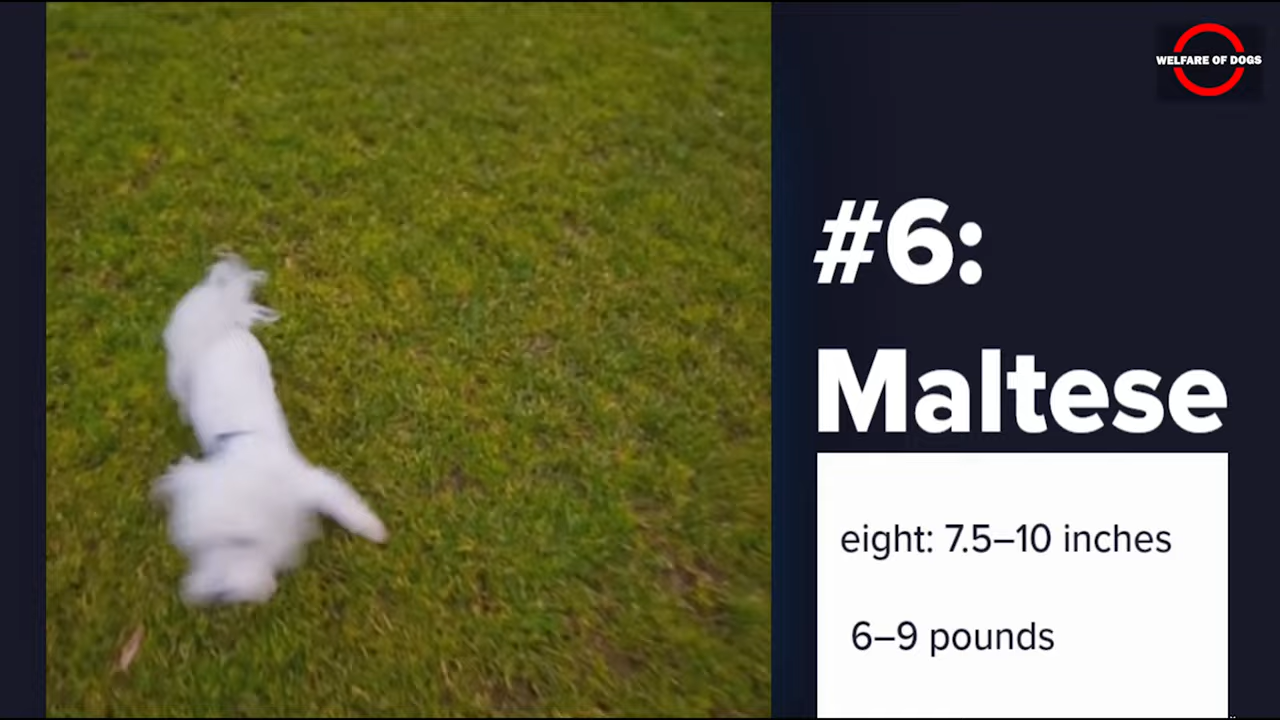 WELFARE OF DOGS
#6:
Maltese
eight: 7.5–10 inches
6–9 pounds